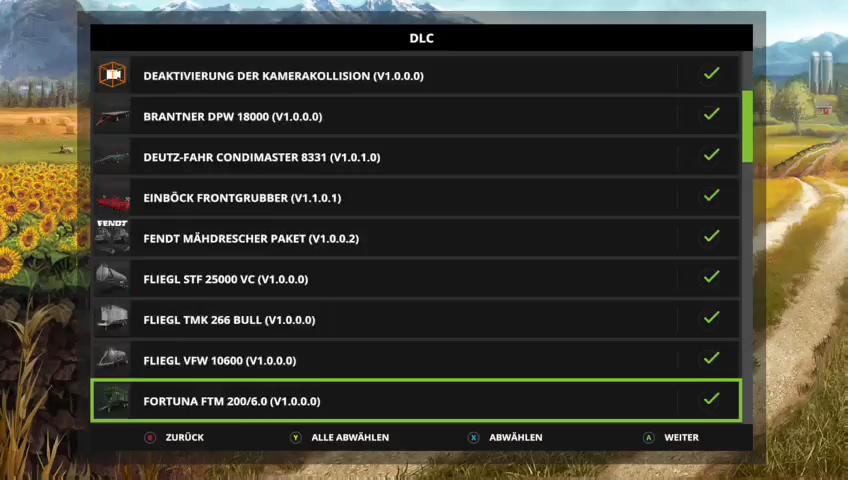 DLC
DEAKTIVIERUNG DER KAMERAKOLLISION (V1.0.0.0)
BRANTNER DPW 18000 (V1.0.0.0)
DEUTZ-FAHR CONDIMASTER 8331 (V1.0.1.0)
EINBÖCK FRONTGRUBBER (V1.1.0.1)
FENDT
FENDT MÄHDRESCHER PAKET (V1.0.0.2)
FLIEGL STF 25000 VC (V1.0.0.0)
FLIEGL TMK 266 BULL (V1.0.0.0)
FLIEGL VFW 10600 (V1.0.0.0)
FORTUNA FTM 200/6.0 (V1.0.0.0)
B ZURÜCK Y ALLE ABWÄHLEN X ABWÄHLEN A WEITER